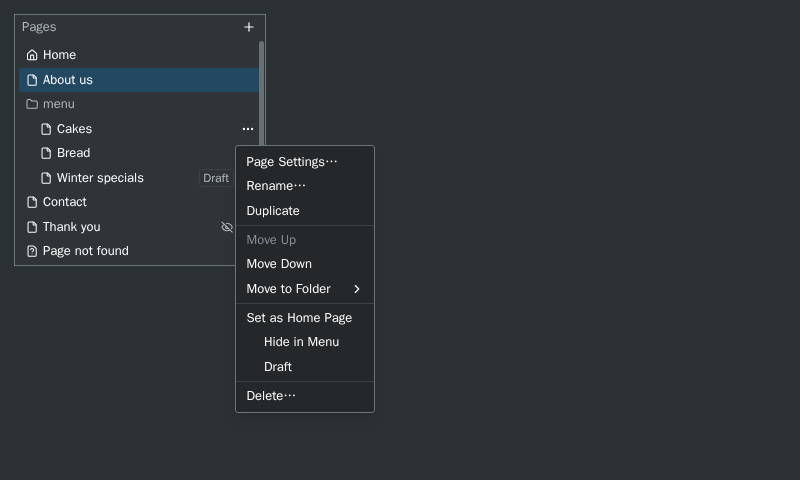 Pages
Home
About us
menu
Cakes
Bread
Winter specials Draft
Contact
Thank you
Page not found
Page Settings···
Rename···
Duplicate
Move Up
Move Down
Move to Folder
Set as Home Page
Hide in Menu
Draft
Delete···